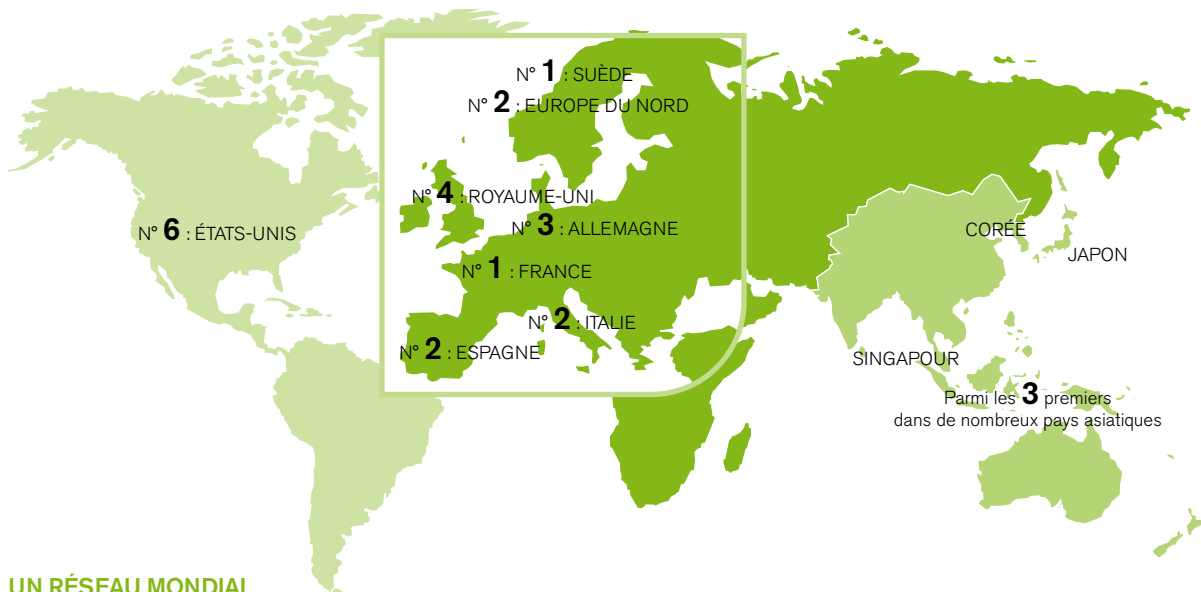 N° 1 : SUÈDE
N° 2 : EUROPE DU NORD
N° 4 : ROYAUME-UNI
N° 3 : ALLEMAGNE
N° 6 : ÉTATS-UNIS
CORÉE
JAPON
N° 1 : FRANCE
N° 2 : ITALIE
N° 2 : ESPAGNE
SINGAPOUR
Parmi les 3 premiers
dans de nombreux pays asiatiques
UN RÉSEAU MONDIAL